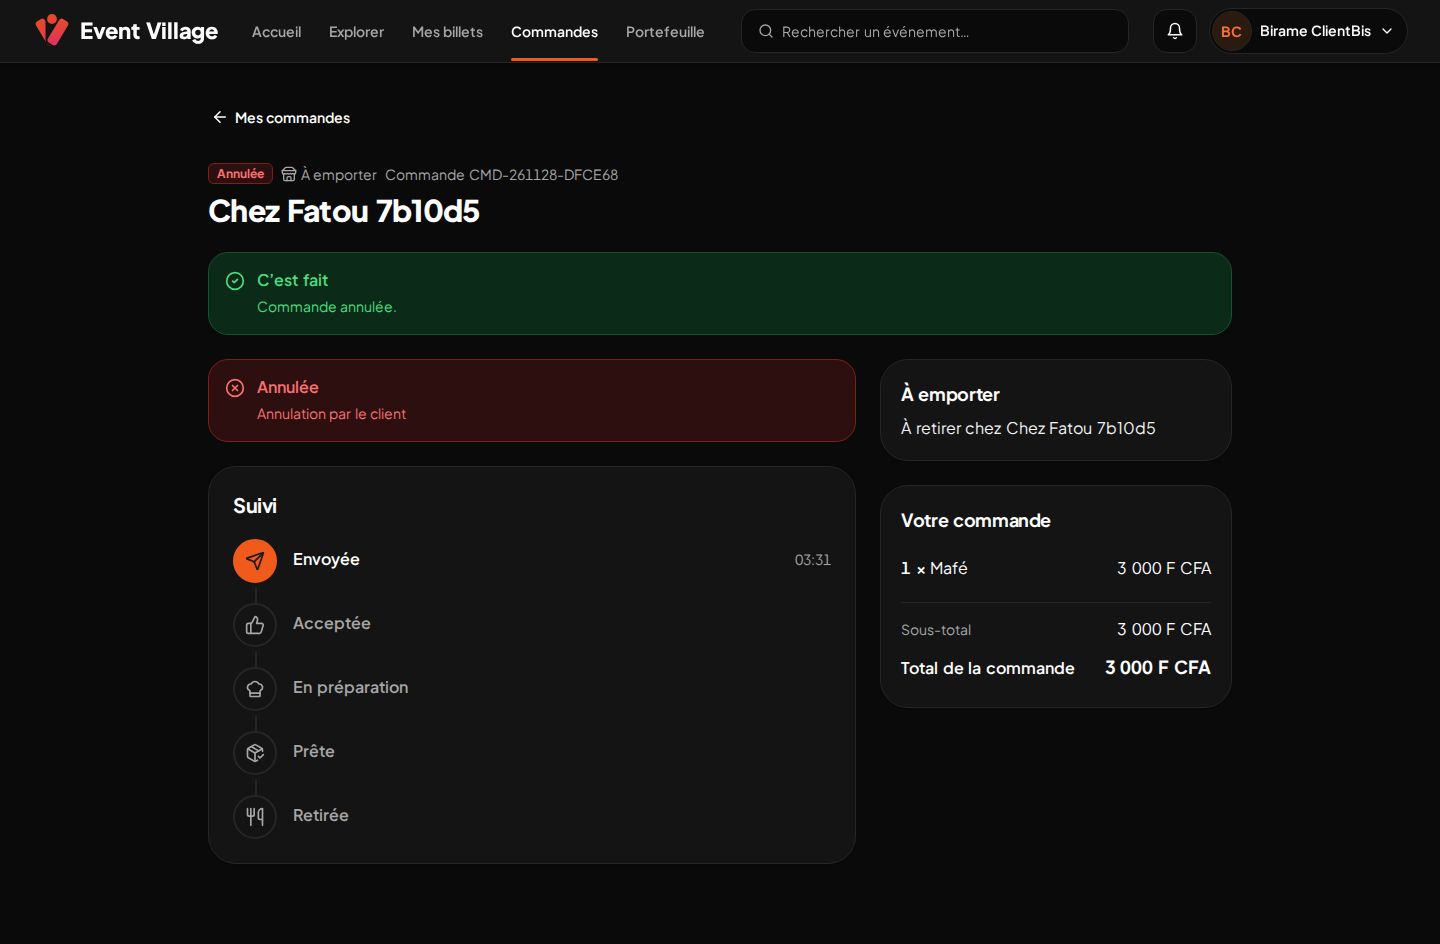 Event Village
Accueil
Explorer
Mes billets
Commandes
Portefeuille
Rechercher un événement…
BC
Birame ClientBis
Mes commandes
Annulée À emporter Commande CMD-261128-DFCE68
Chez Fatou 7b10d5
C’est fait
Commande annulée.
Annulée
Annulation par le client
Suivi
Envoyée 03:31
Acceptée
En préparation
Prête
Retirée
À emporter
À retirer chez Chez Fatou 7b10d5
Votre commande
1 × Mafé 3 000 F CFA
Sous-total 3 000 F CFA
Total de la commande 3 000 F CFA